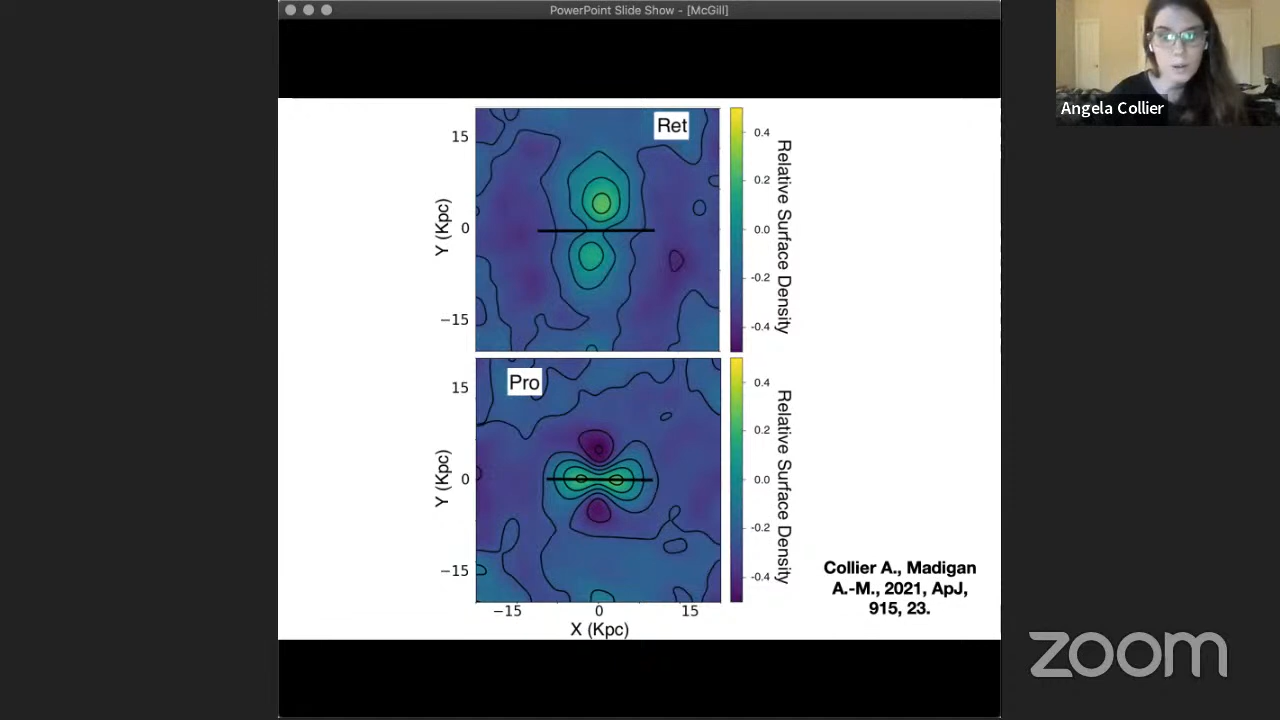 PowerPoint Slide Show - [McGill]
Angela Collier
Ret
15
0
−15
Y (Kpc)
0.4
0.2
0.0
-0.2
-0.4
Relative Surface Density
Pro
15
0
−15
Y (Kpc)
−15
0
15
X (Kpc)
0.4
0.2
0.0
-0.2
-0.4
Relative Surface Density
Collier A., Madigan
A.-M., 2021, ApJ,
915, 23.
zoom